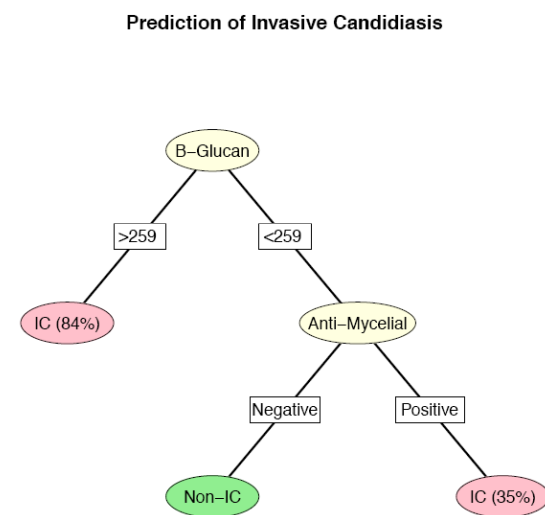 Prediction of Invasive Candidiasis
B−Glucan
>259
<259
IC (84%)
Anti−Mycelial
Negative
Positive
Non−IC
IC (35%)